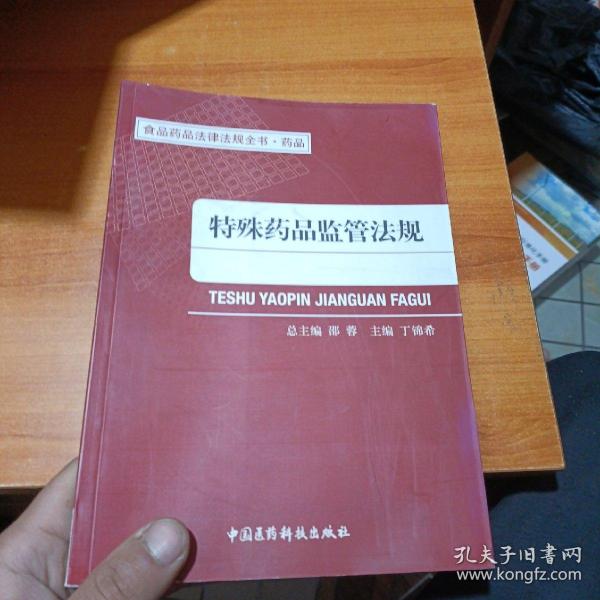 食品药品法律法规全书·药品
特殊药品监管法规
TESHU YAOPIN JIANGUAN FAGUI
总主编 邵 蓉 主编 丁锦希
中国医药科技出版社
孔夫子旧书网
www.kongfz.com